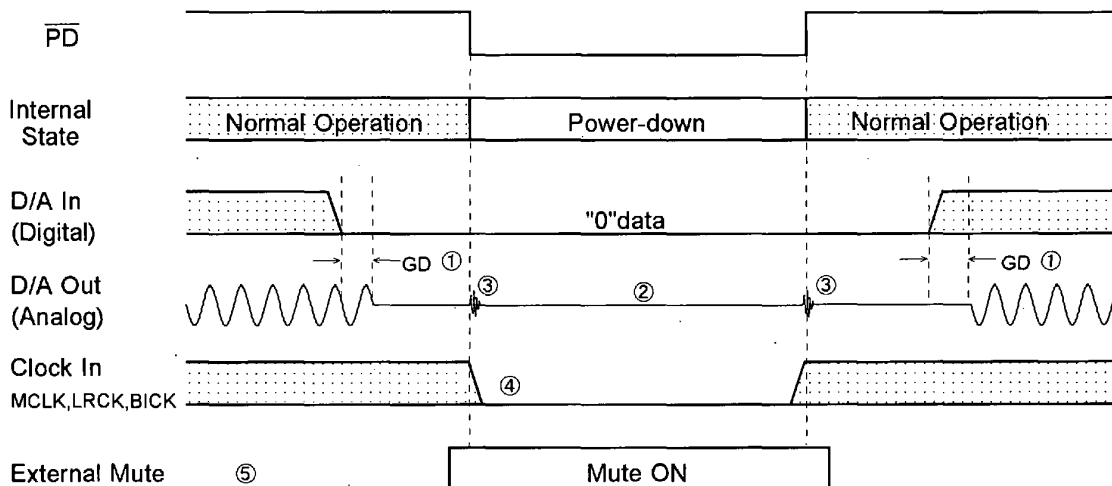 PD
Internal
State
Normal Operation
Power-down
Normal Operation
D/A In
(Digital)
"0"data
GD ①
GD ①
D/A Out
(Analog)
③
②
③
Clock In
MCLK,LRCK,BICK
④
External Mute
⑤
Mute ON